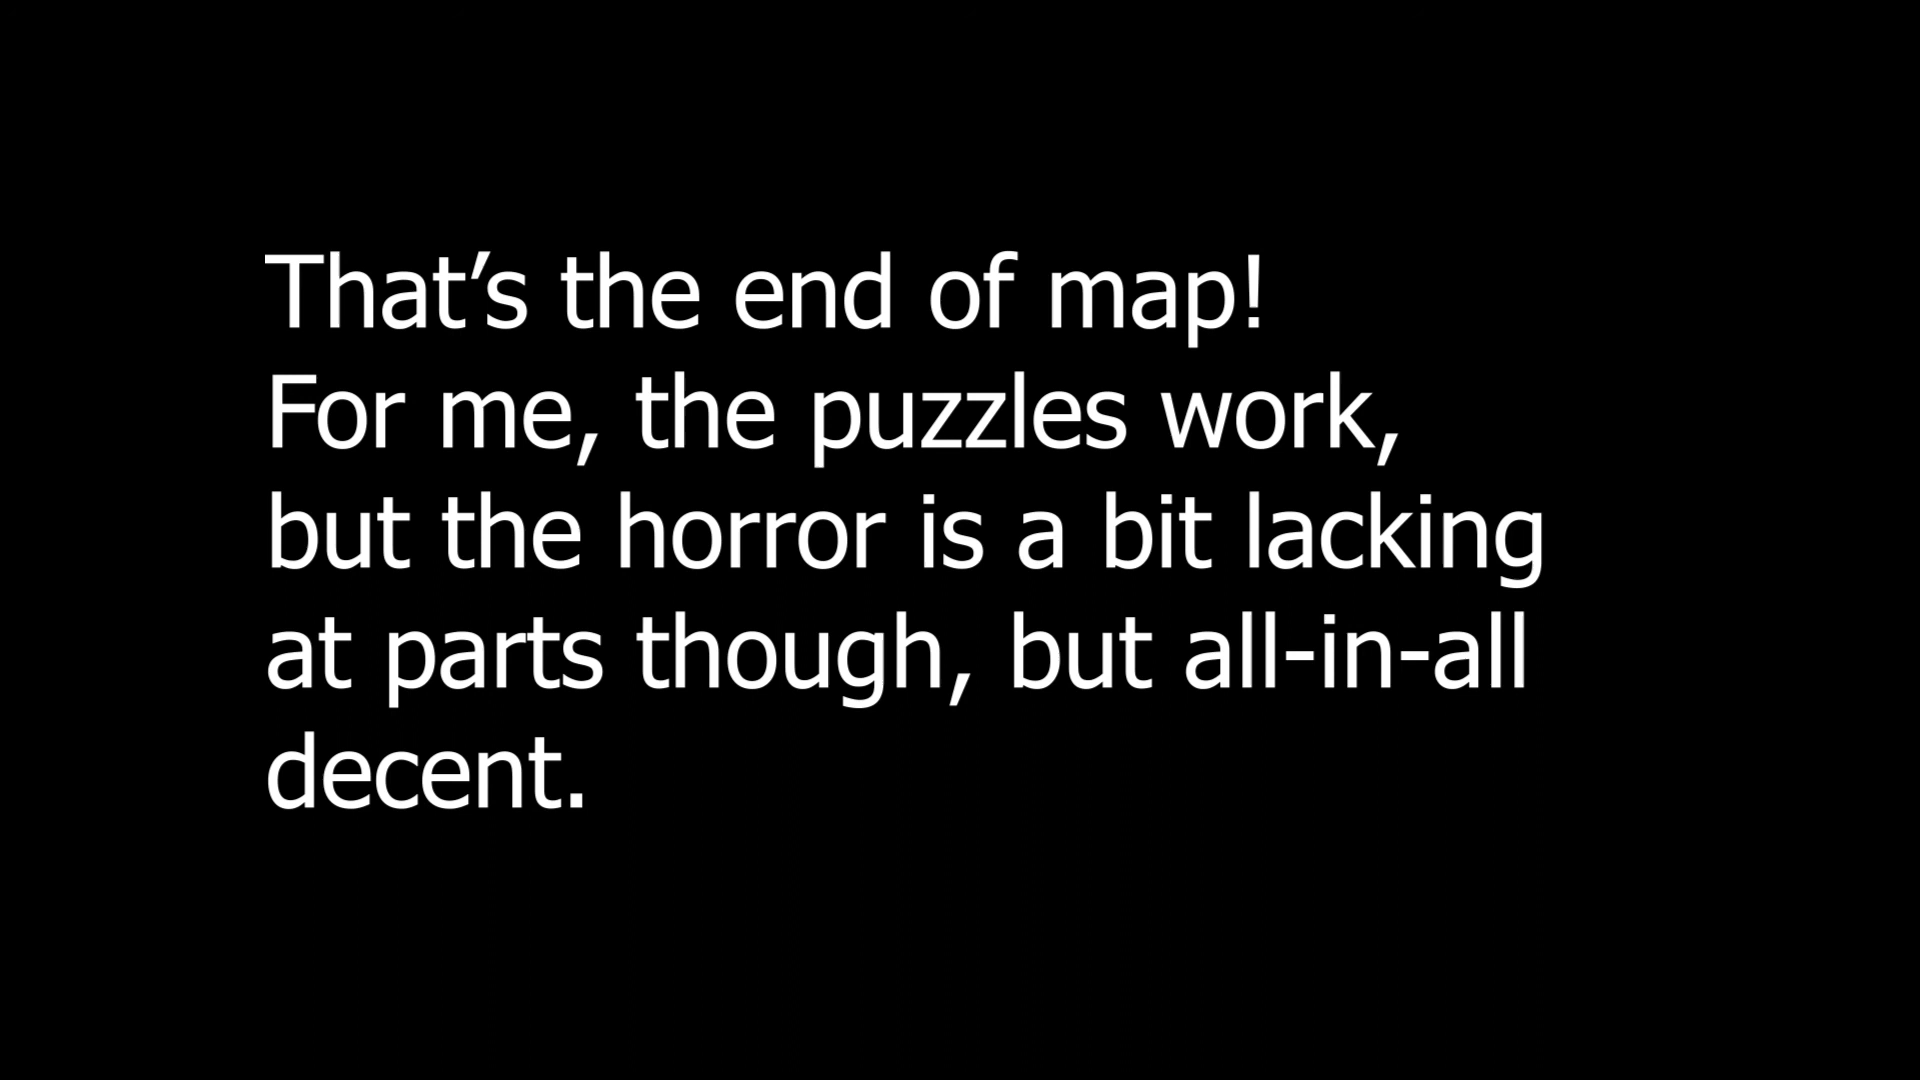 That’s the end of map!
For me, the puzzles work,
but the horror is a bit lacking
at parts though, but all-in-all
decent.